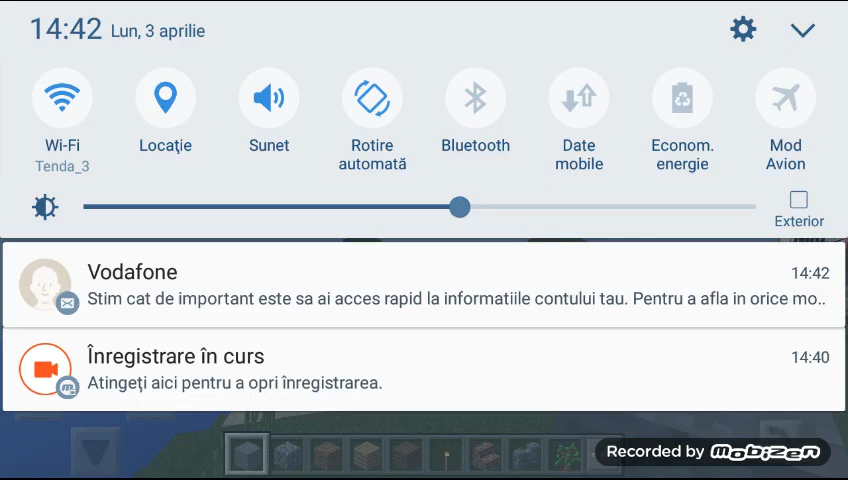 14:42 Lun, 3 aprilie
Wi-Fi
Tenda_3
Locaţie
Sunet
Rotire
automată
Bluetooth
Date
mobile
Econom.
energie
Mod
Avion
Exterior
Vodafone 14:42
Stim cat de important este sa ai acces rapid la informatiile contului tau. Pentru a afla in orice mo..
Înregistrare în curs 14:40
Atingeți aici pentru a opri înregistrarea.
Recorded by mobizen